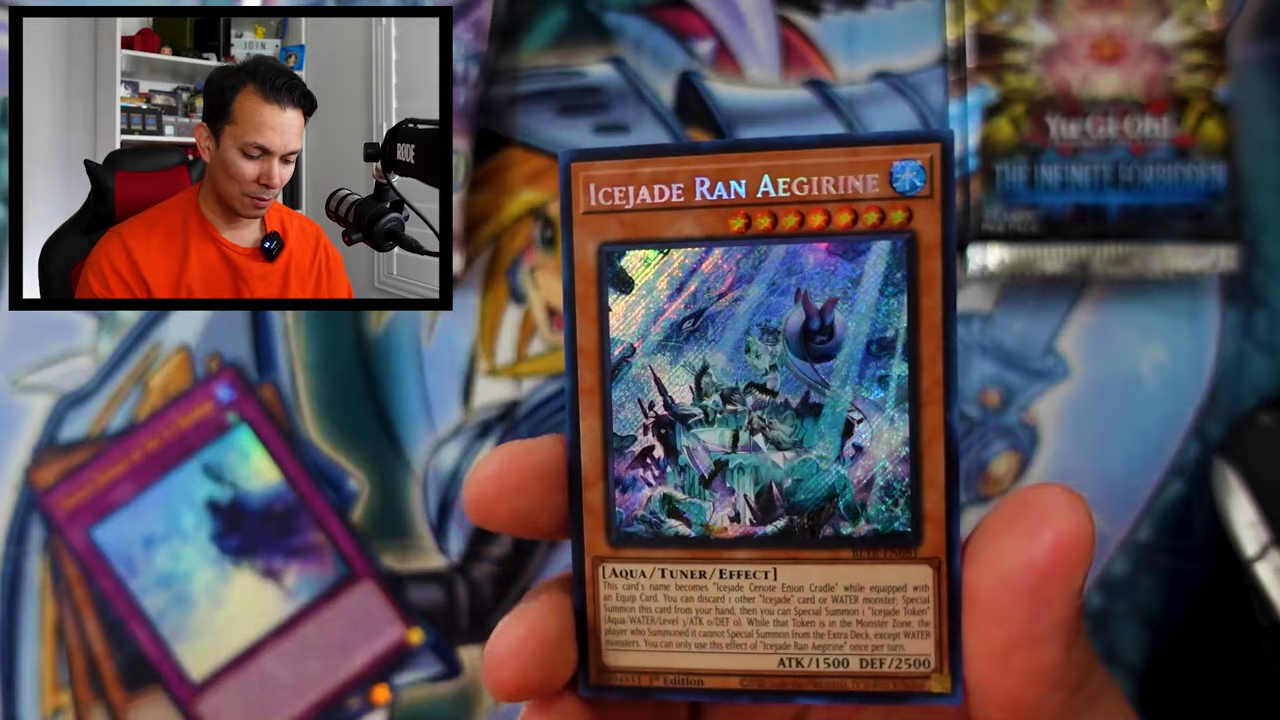 JOIN
RØDE
Yu-Gi-Oh!
THE INFINITE FORBIDDEN
ICEJADE RAN AEGIRINE
[AQUA/TUNER/EFFECT]
This card's name becomes "Icejade Cenote Enion Cradle" while equipped with
an Equip Card. You can discard 1 other "Icejade" card or WATER monster; Special
Summon this card from your hand, then you can Special Summon 1 "Icejade Token"
(Aqua/WATER/Level 3/ATK 0/DEF 0). While that Token is in the Monster Zone, the
player who Summoned it cannot Special Summon from the Extra Deck, except WATER
monsters. You can only use this effect of "Icejade Ran Aegirine" once per turn.
ATK/1500 DEF/2500
1st Edition